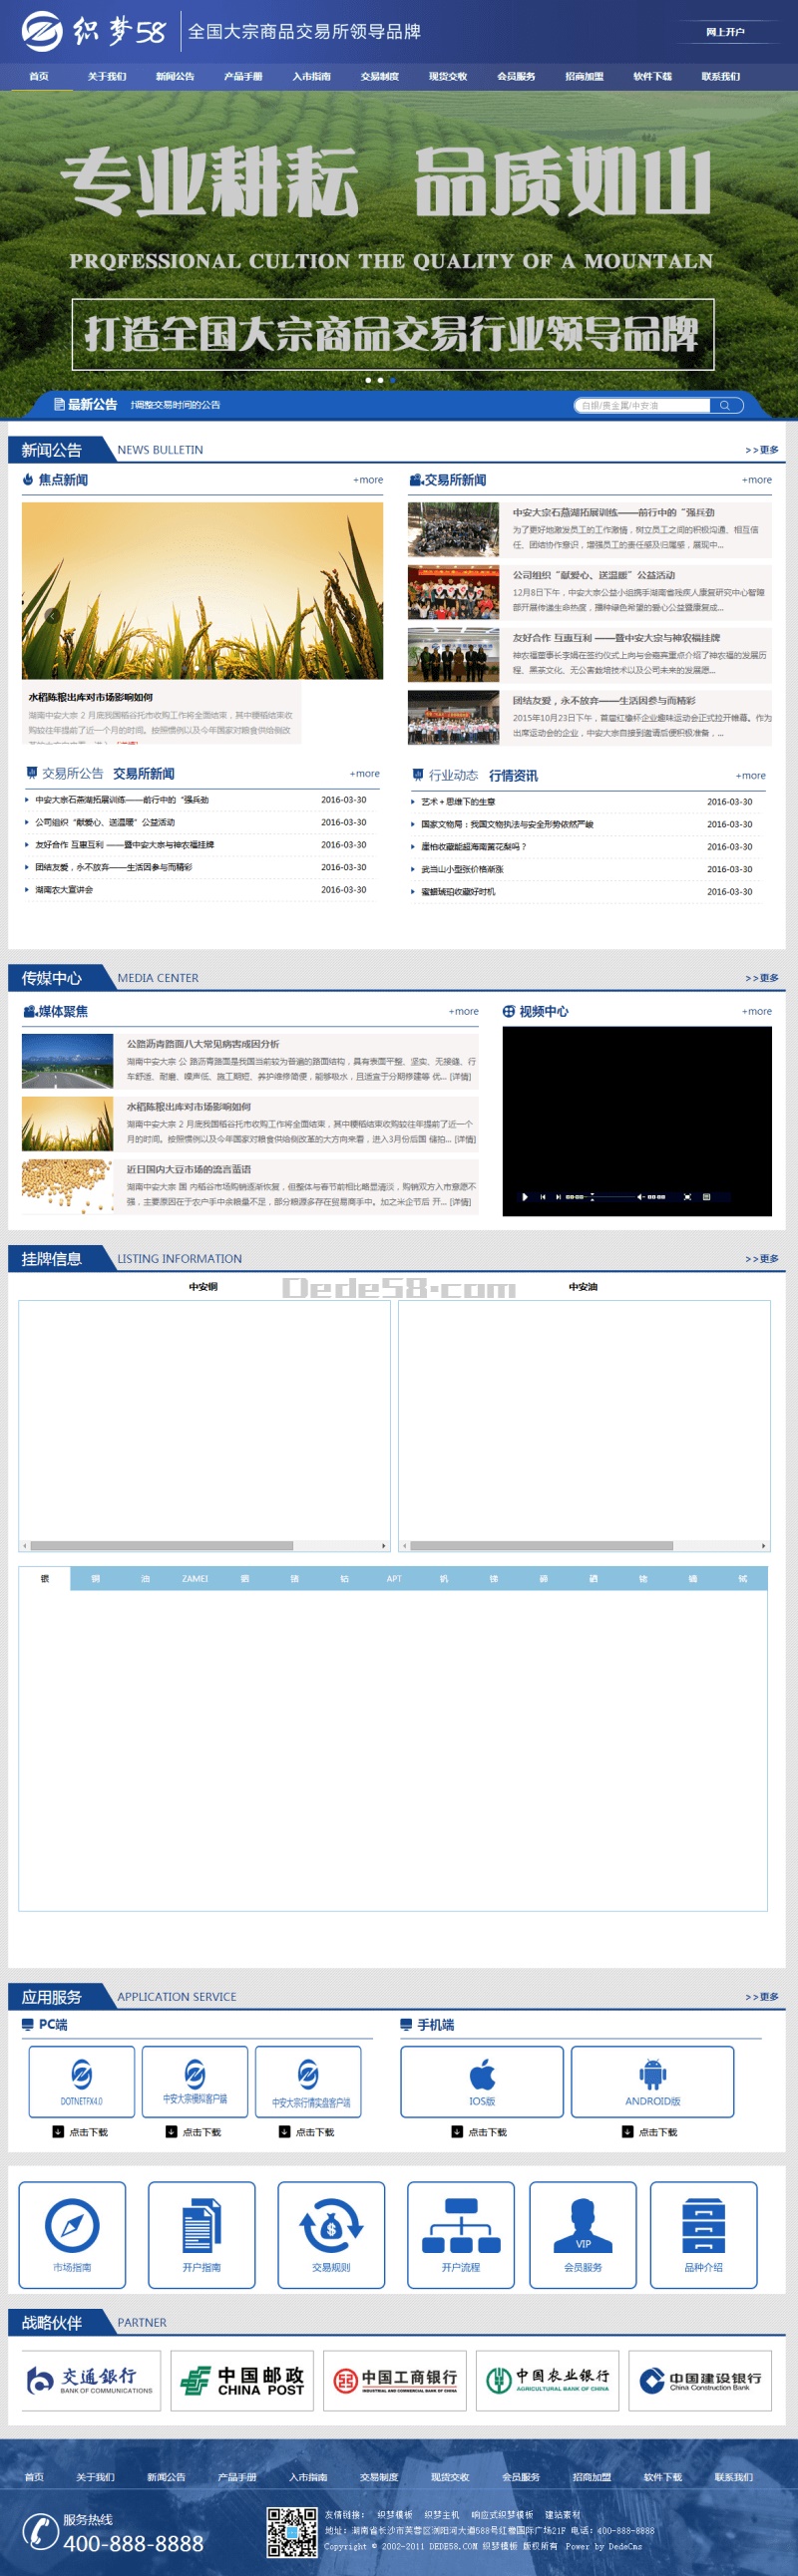 织梦58
全国大宗商品交易所领导品牌
网上开户
首页 关于我们 新闻公告 产品手册 入市指南 交易制度 现货交收 会员服务 招商加盟 软件下载 联系我们
专业耕耘 品质如山
PRQFESSIONAL CULTION THE QUALITY OF A MOUNTALN
打造全国大宗商品交易行业领导品牌
最新公告 调整交易时间的公告
白银/贵金属/中安油
新闻公告 NEWS BULLETIN >>更多
焦点新闻 +more
水稻陈粮出库对市场影响如何
湖南中安大宗 2 月底我国稻谷托市收购工作将全面结束，其中粳稻结束收
购较往年提前了近一个月的时间。按照惯例以及今年国家对粮食供给侧改
交易所新闻 +more
中安大宗石燕湖拓展训练——前行中的“强兵劲
为了更好地激发员工的工作激情，树立员工之间的积极沟通、相互信
任、团结协作意识，增强员工的责任感及归属感，展现中...
公司组织“献爱心、送温暖”公益活动
12月8日下午，中安大宗公益小组携手湖南省残疾人康复研究中心智障
部开展传递生命热度，播种绿色希望的爱心公益暨康复成...
友好合作 互惠互利 ——暨中安大宗与神农福挂牌
神农福董事长李娟在签约仪式上向与会嘉宾重点介绍了神农福的发展历
程、黑茶文化、无公害栽培技术以及公司未来的发展愿...
团结友爱，永不放弃——生活因参与而精彩
2015年10月23日下午，首届红橡杯企业趣味运动会正式拉开帷幕。作为
出席运动会的企业，中安大宗自接到邀请后便积极准备，...
交易所公告 交易所新闻 +more
中安大宗石燕湖拓展训练——前行中的“强兵劲 2016-03-30
公司组织“献爱心、送温暖”公益活动 2016-03-30
友好合作 互惠互利 ——暨中安大宗与神农福挂牌 2016-03-30
团结友爱，永不放弃——生活因参与而精彩 2016-03-30
湖南农大宣讲会 2016-03-30
行业动态 行情资讯 +more
艺术+思维下的生意 2016-03-30
国家文物局：我国文物执法与安全形势依然严峻 2016-03-30
崖柏收藏能超海南黄花梨吗？ 2016-03-30
武当山小型张价格渐涨 2016-03-30
蜜蜡琥珀收藏好时机 2016-03-30
传媒中心 MEDIA CENTER >>更多
媒体聚焦 +more
公路沥青路面八大常见病害成因分析
湖南中安大宗 公 路沥青路面是我国当前较为普遍的路面结构，具有表面平整、坚实、无接缝、行
车舒适、耐磨、噪声低、施工期短、养护维修简便，能够吸水，且适宜于分期修建等 优... [详情]
水稻陈粮出库对市场影响如何
湖南中安大宗 2 月底我国稻谷托市收购工作将全面结束，其中粳稻结束收购较往年提前了近一个
月的时间。按照惯例以及今年国家对粮食供给侧改革的大方向来看，进入3月份后国 储拍... [详情]
近日国内大豆市场的流言蜚语
湖南中安大宗 国 内稻谷市场购销逐渐恢复，但整体与春节前相比略显清淡，购销双方入市意愿不
强，主要原因在于农户手中余粮量不足，部分粮源多存在贸易商手中。加之米企节后 开... [详情]
视频中心 +more
挂牌信息 LISTING INFORMATION >>更多
中安铜 Dede58.com 中安油
银 铜 油 ZAMEI APT
应用服务 APPLICATION SERVICE >>更多
PC端
DOTNETFX4.0 中安大宗模拟客户端 中安大宗行情实盘客户端
点击下载 点击下载 点击下载
手机端
IOS版 ANDROID版
点击下载 点击下载
VIP
市场指南 开户指南 交易规则 开户流程 会员服务 品种介绍
战略伙伴 PARTNER
交通银行 BANK OF COMMUNICATIONS
中国邮政 CHINA POST
中国工商银行 INDUSTRIAL AND COMMERCIAL BANK OF CHINA
中国农业银行 AGRICULTURAL BANK OF CHINA
中国建设银行 China Construction Bank
首页 关于我们 新闻公告 产品手册 入市指南 交易制度 现货交收 会员服务 招商加盟 软件下载 联系我们
服务热线
400-888-8888
友情链接： 织梦模板 织梦主机 响应式织梦模板 建站素材
地址：湖南省长沙市芙蓉区浏阳河大道588号红橡国际广场21F 电话：400-888-8888
Copyright © 2002-2011 DEDE58.COM 织梦模板 版权所有 Power by DedeCms